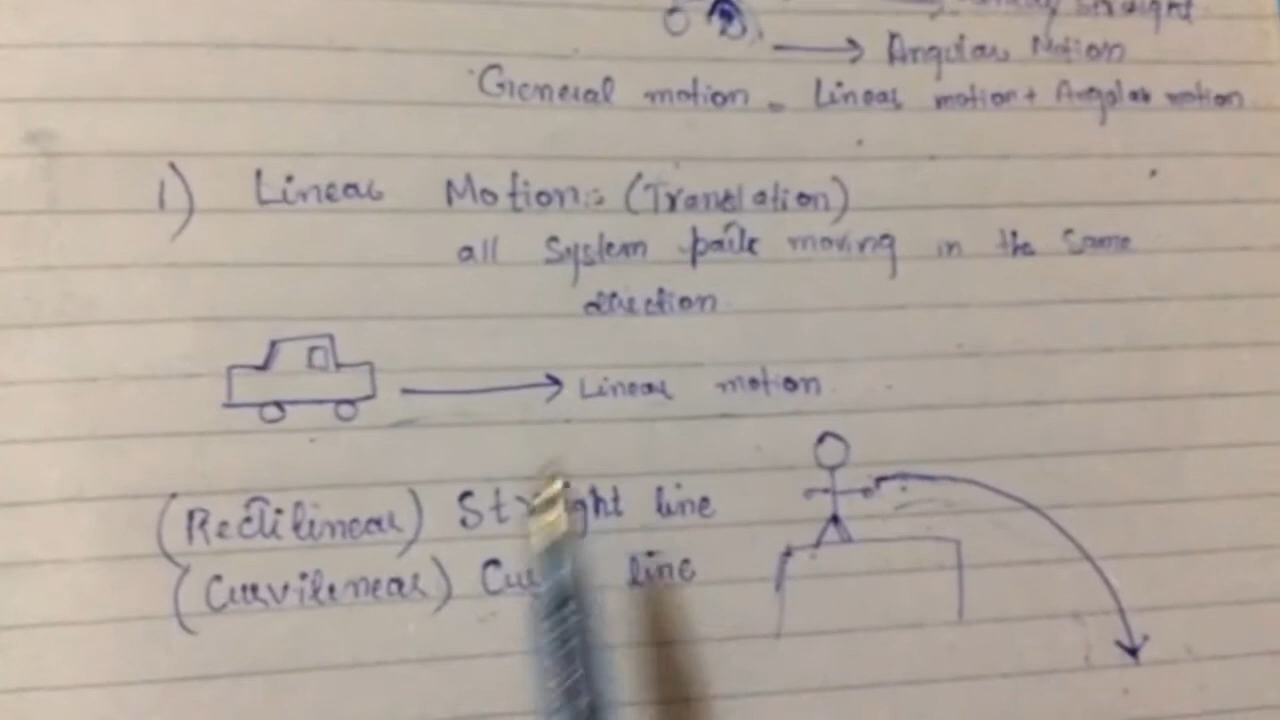 Straight
Angular Motion
General motion = Linear motion + Angular motion
1) Linear Motion:- (Translation)
all System parts moving in the same
direction
Linear motion
(Rectilinear) Straight line
(Curvilinear) line